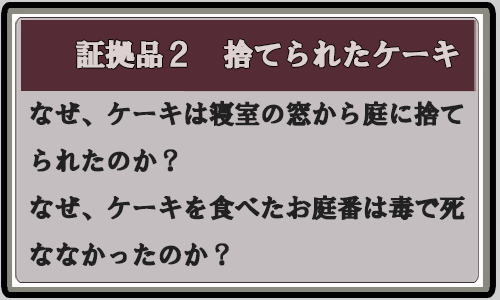 証拠品２　捨てられたケーキ
なぜ、ケーキは寝室の窓から庭に捨て
られたのか？
なぜ、ケーキを食べたお庭番は毒で死
ななかったのか？